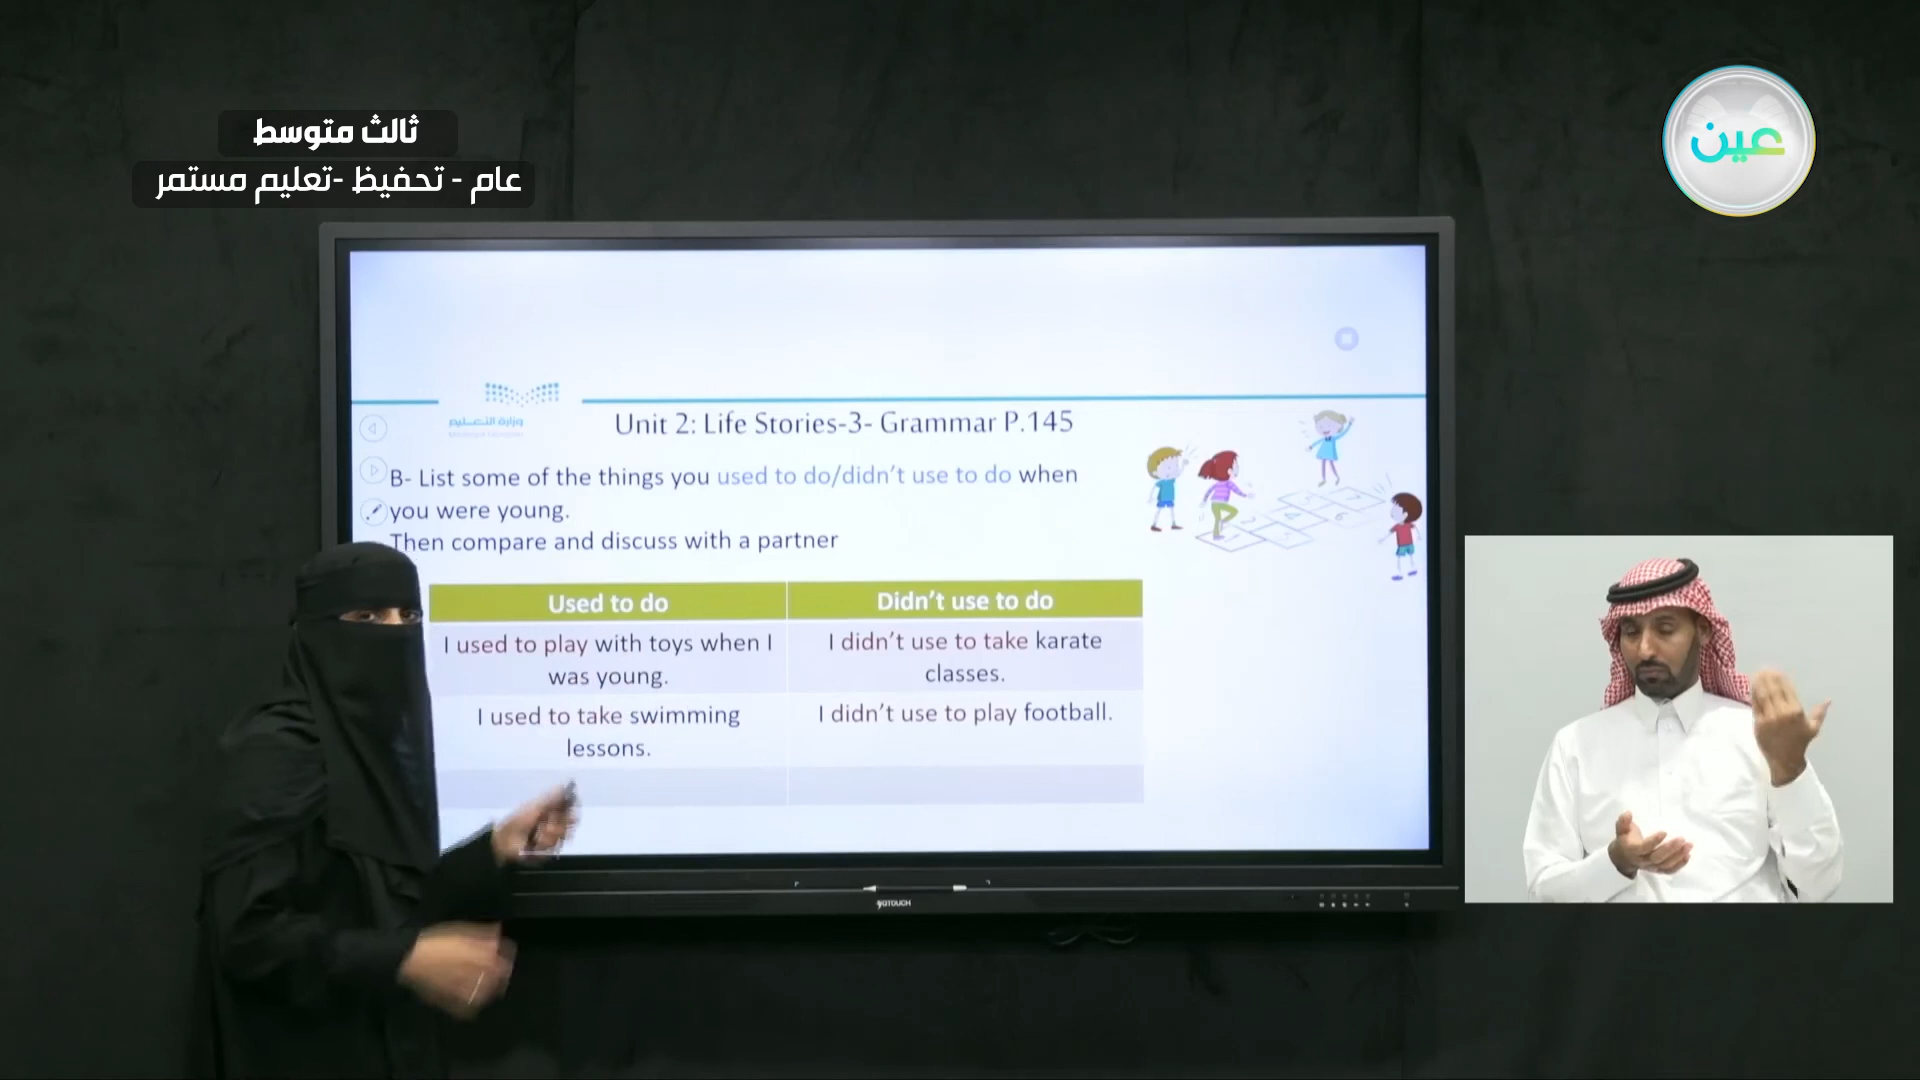 ثالث متوسط
عام - تحفيظ -تعليم مستمر
عين
وزارة التعليم
Unit 2: Life Stories-3- Grammar P.145
B- List some of the things you used to do/didn't use to do when
you were young.
Then compare and discuss with a partner
Used to do
Didn't use to do
I used to play with toys when I
was young.
I didn't use to take karate
classes.
I used to take swimming
lessons.
I didn't use to play football.